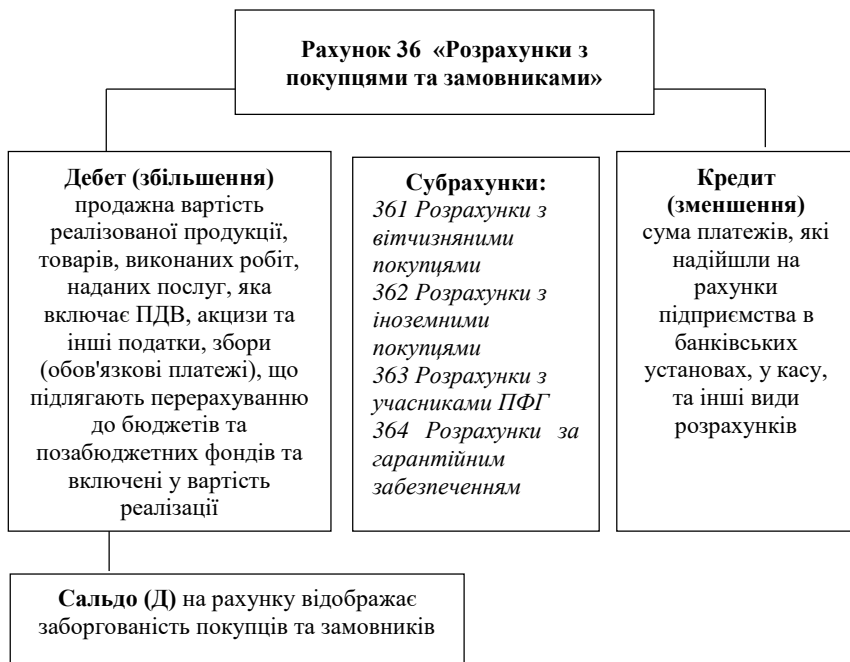 Рахунок 36 «Розрахунки з
покупцями та замовниками»
Дебет (збільшення)
продажна вартість
реалізованої продукції,
товарів, виконаних робіт,
наданих послуг, яка
включає ПДВ, акцизи та
інші податки, збори
(обов'язкові платежі), що
підлягають перерахуванню
до бюджетів та
позабюджетних фондів та
включені у вартість
реалізації
Субрахунки:
361 Розрахунки з
вітчизняними
покупцями
362 Розрахунки з
іноземними
покупцями
363 Розрахунки з
учасниками ПФГ
364 Розрахунки за
гарантійним
забезпеченням
Кредит
(зменшення)
сума платежів, які
надійшли на
рахунки
підприємства в
банківських
установах, у касу,
та інші види
розрахунків
Сальдо (Д) на рахунку відображає
заборгованість покупців та замовників